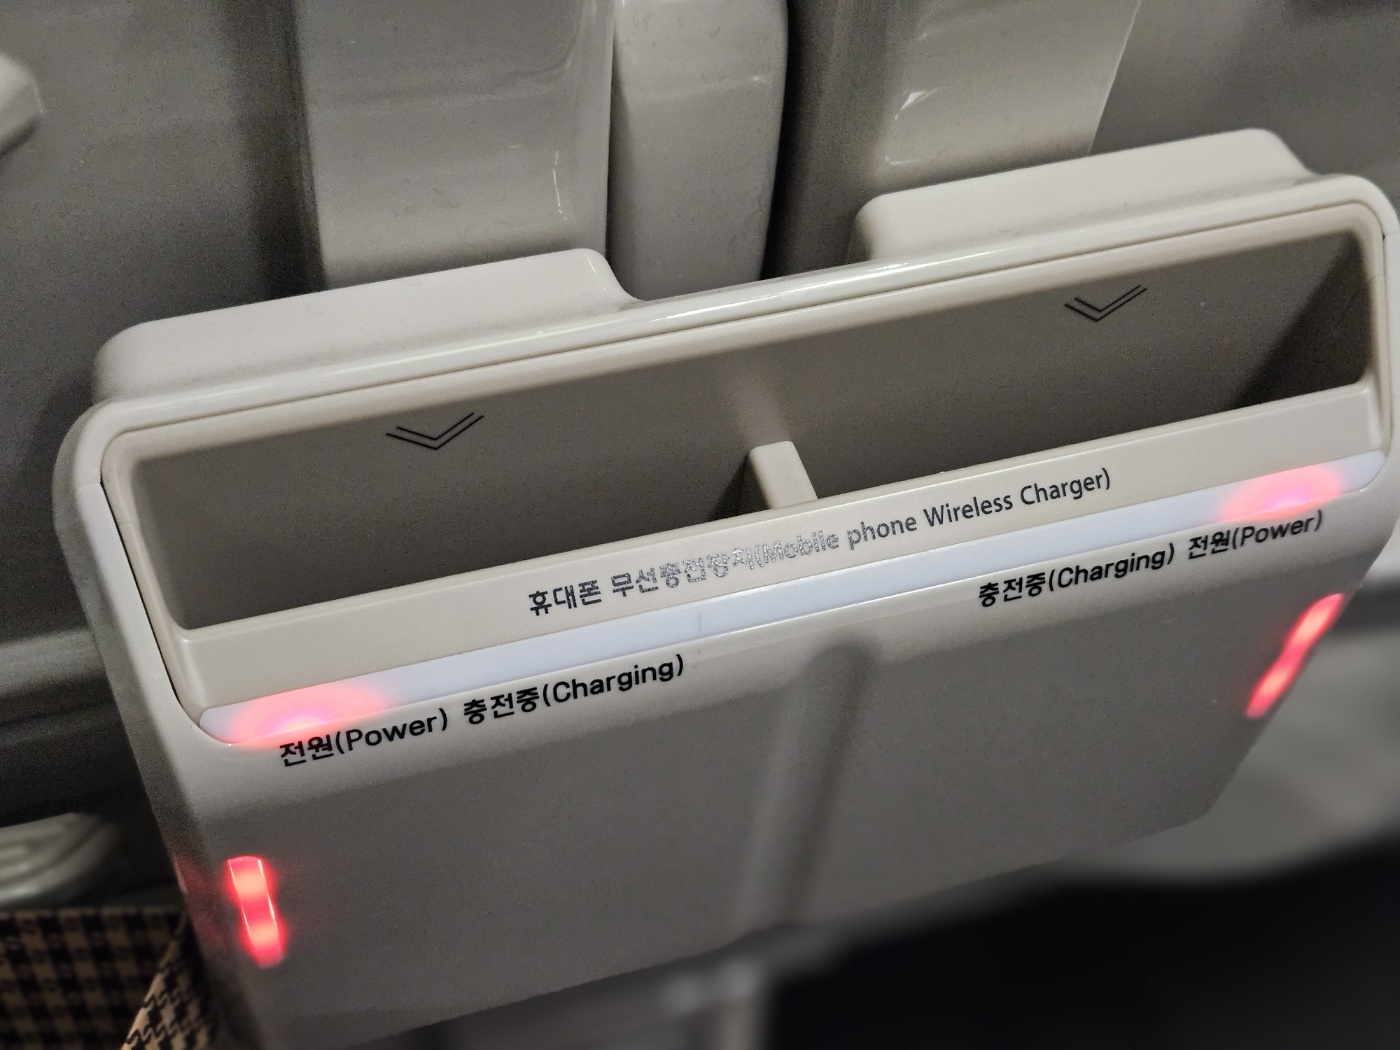 휴대폰 무선충전장치(Mobile phone Wireless Charger)
전원(Power) 충전중(Charging)
충전중(Charging) 전원(Power)